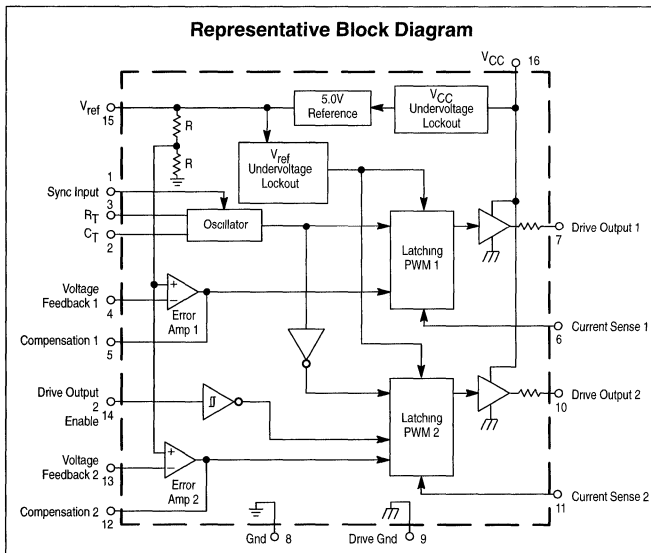 Representative Block Diagram
VCC 16
Vref
15
R
R
5.0V
Reference
VCC
Undervoltage
Lockout
Vref
Undervoltage
Lockout
1
Sync Input
3
RT
CT
2
Oscillator
Latching
PWM 1
7
Drive Output 1
Voltage
Feedback 1
4
+
−
Error
Amp 1
Compensation 1
5
6
Current Sense 1
Drive Output
2
14
Enable
Latching
PWM 2
10
Drive Output 2
Voltage
Feedback 2
13
+
−
Error
Amp 2
Compensation 2
12
11
Current Sense 2
Gnd 8
Drive Gnd 9